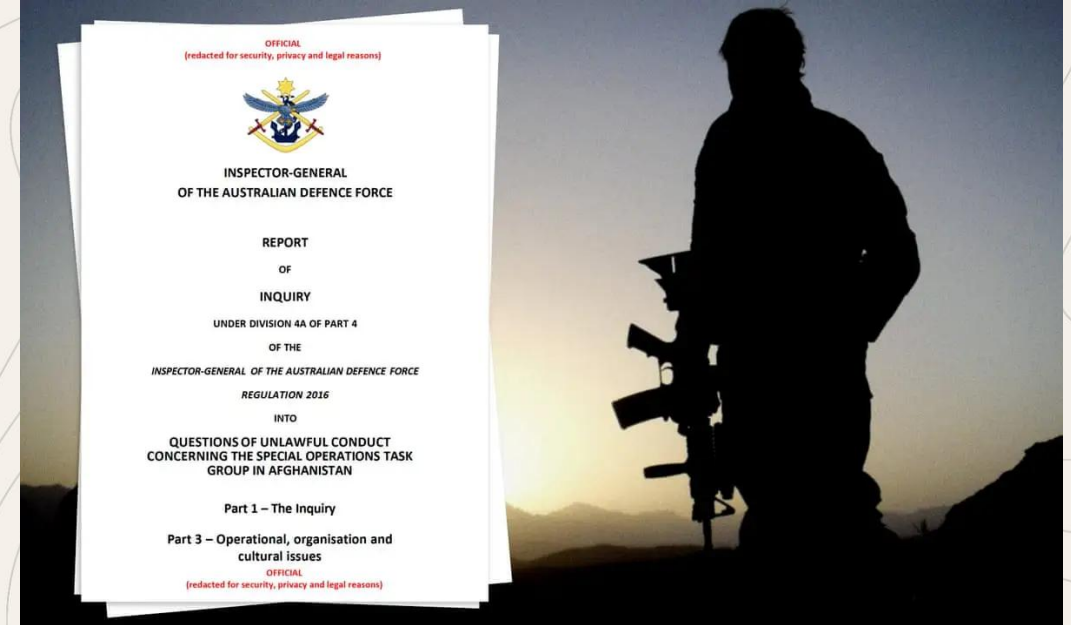 OFFICIAL
(redacted for security, privacy and legal reasons)
INSPECTOR-GENERAL
OF THE AUSTRALIAN DEFENCE FORCE
REPORT
OF
INQUIRY
UNDER DIVISION 4A OF PART 4
OF THE
INSPECTOR-GENERAL OF THE AUSTRALIAN DEFENCE FORCE
REGULATION 2016
INTO
QUESTIONS OF UNLAWFUL CONDUCT
CONCERNING THE SPECIAL OPERATIONS TASK
GROUP IN AFGHANISTAN
Part 1 – The Inquiry
Part 3 – Operational, organisation and
cultural issues
OFFICIAL
(redacted for security, privacy and legal reasons)